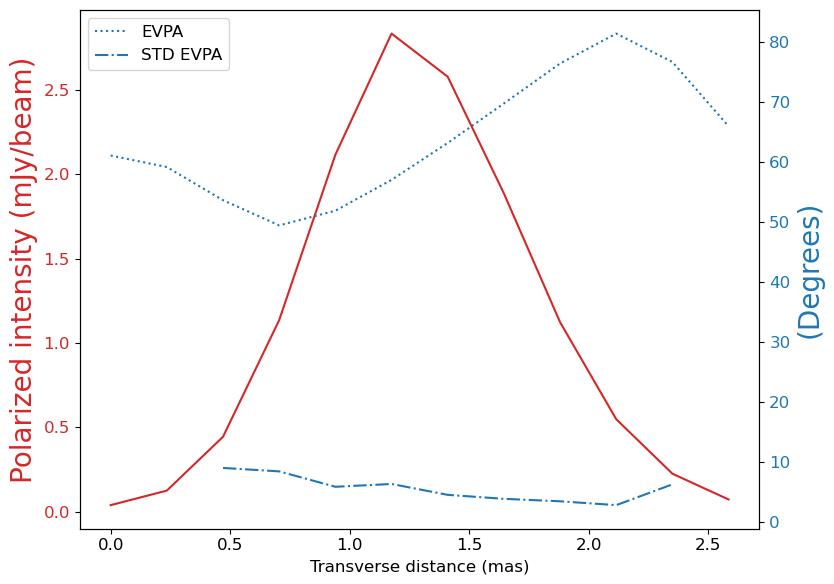 EVPA
STD EVPA
Polarized intensity (mJy/beam)
2.5
2.0
1.5
1.0
0.5
0.0
80
70
60
50
40
30
20
10
0
(Degrees)
0.0 0.5 1.0 1.5 2.0 2.5
Transverse distance (mas)